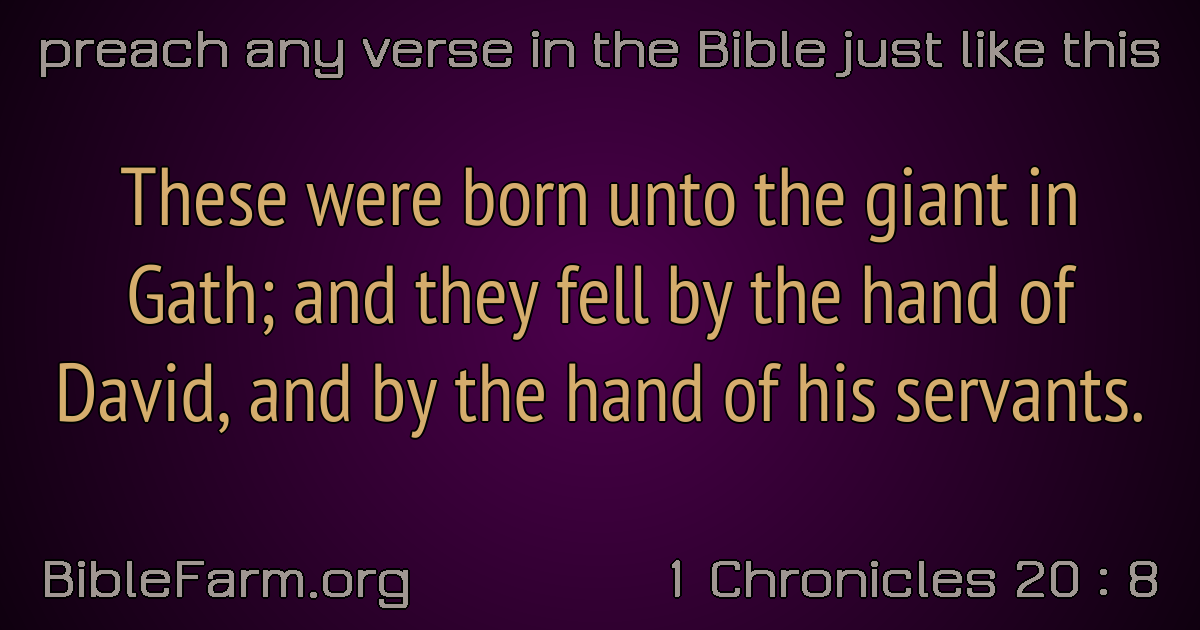 preach any verse in the Bible just like this
These were born unto the giant in
Gath; and they fell by the hand of
David, and by the hand of his servants.
BibleFarm.org
1 Chronicles 20 : 8